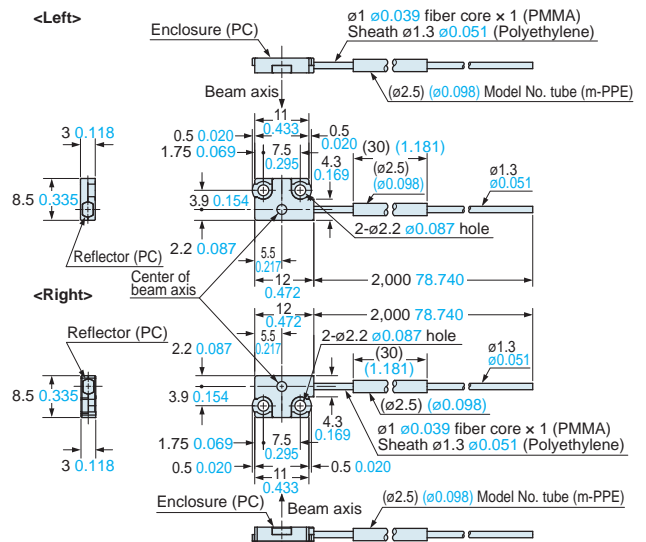 <Left>
ø1 ø0.039 fiber core × 1 (PMMA)
Enclosure (PC)
Sheath ø1.3 ø0.051 (Polyethylene)
Beam axis
(ø2.5) (ø0.098) Model No. tube (m-PPE)
11
0.433
3 0.118
0.5 0.020
0.5
0.020
1.75 0.069
7.5
0.295
(30) (1.181)
4.3
0.169
(ø2.5)
(ø0.098)
ø1.3
ø0.051
8.5 0.335
3.9 0.154
2.2 0.087
2-ø2.2 ø0.087 hole
Reflector (PC)
5.5
0.217
Center of
beam axis
12
0.472
2,000 78.740
<Right>
12
0.472
2,000 78.740
Reflector (PC)
5.5
0.217
2-ø2.2 ø0.087 hole
2.2 0.087
(30)
(1.181)
ø1.3
ø0.051
8.5 0.335
3.9 0.154
(ø2.5) (ø0.098)
4.3
0.169
ø1 ø0.039 fiber core × 1 (PMMA)
Sheath ø1.3 ø0.051 (Polyethylene)
1.75 0.069
7.5
0.295
3 0.118
0.5 0.020
0.5 0.020
11
0.433
Enclosure (PC)
Beam axis
(ø2.5) (ø0.098) Model No. tube (m-PPE)